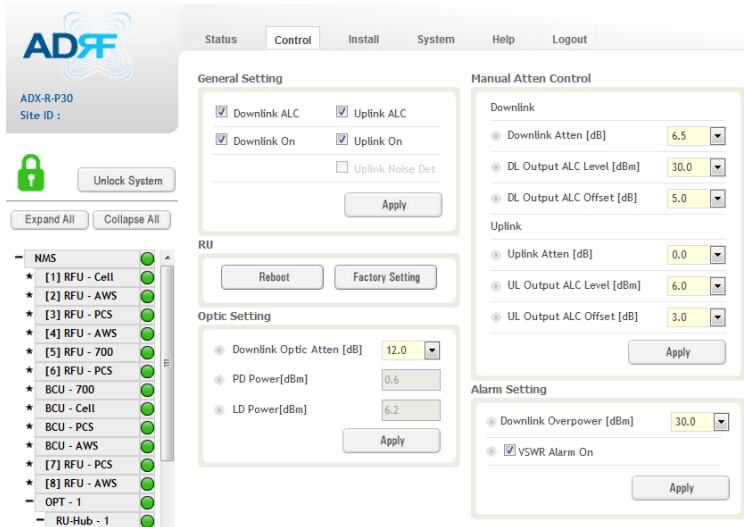 ADRF
ADX-R-P30
Site ID :
Unlock System
Expand All
Collapse All
NMS
[1] RFU - Cell
[2] RFU - AWS
[3] RFU - PCS
[4] RFU - AWS
[5] RFU - 700
[6] RFU - PCS
BCU - 700
BCU - Cell
BCU - PCS
BCU - AWS
[7] RFU - PCS
[8] RFU - AWS
OPT - 1
RU-Hub - 1
Status Control Install System Help Logout
General Setting
Downlink ALC Uplink ALC
Downlink On Uplink On
Uplink Noise Det
Apply
RU
Reboot Factory Setting
Optic Setting
Downlink Optic Atten [dB] 12.0
PD Power[dBm] 0.6
LD Power[dBm] 6.2
Apply
Manual Atten Control
Downlink
Downlink Atten [dB] 6.5
DL Output ALC Level [dBm] 30.0
DL Output ALC Offset [dB] 5.0
Uplink
Uplink Atten [dB] 0.0
UL Output ALC Level [dBm] 6.0
UL Output ALC Offset [dB] 3.0
Apply
Alarm Setting
Downlink Overpower [dBm] 30.0
VSWR Alarm On
Apply